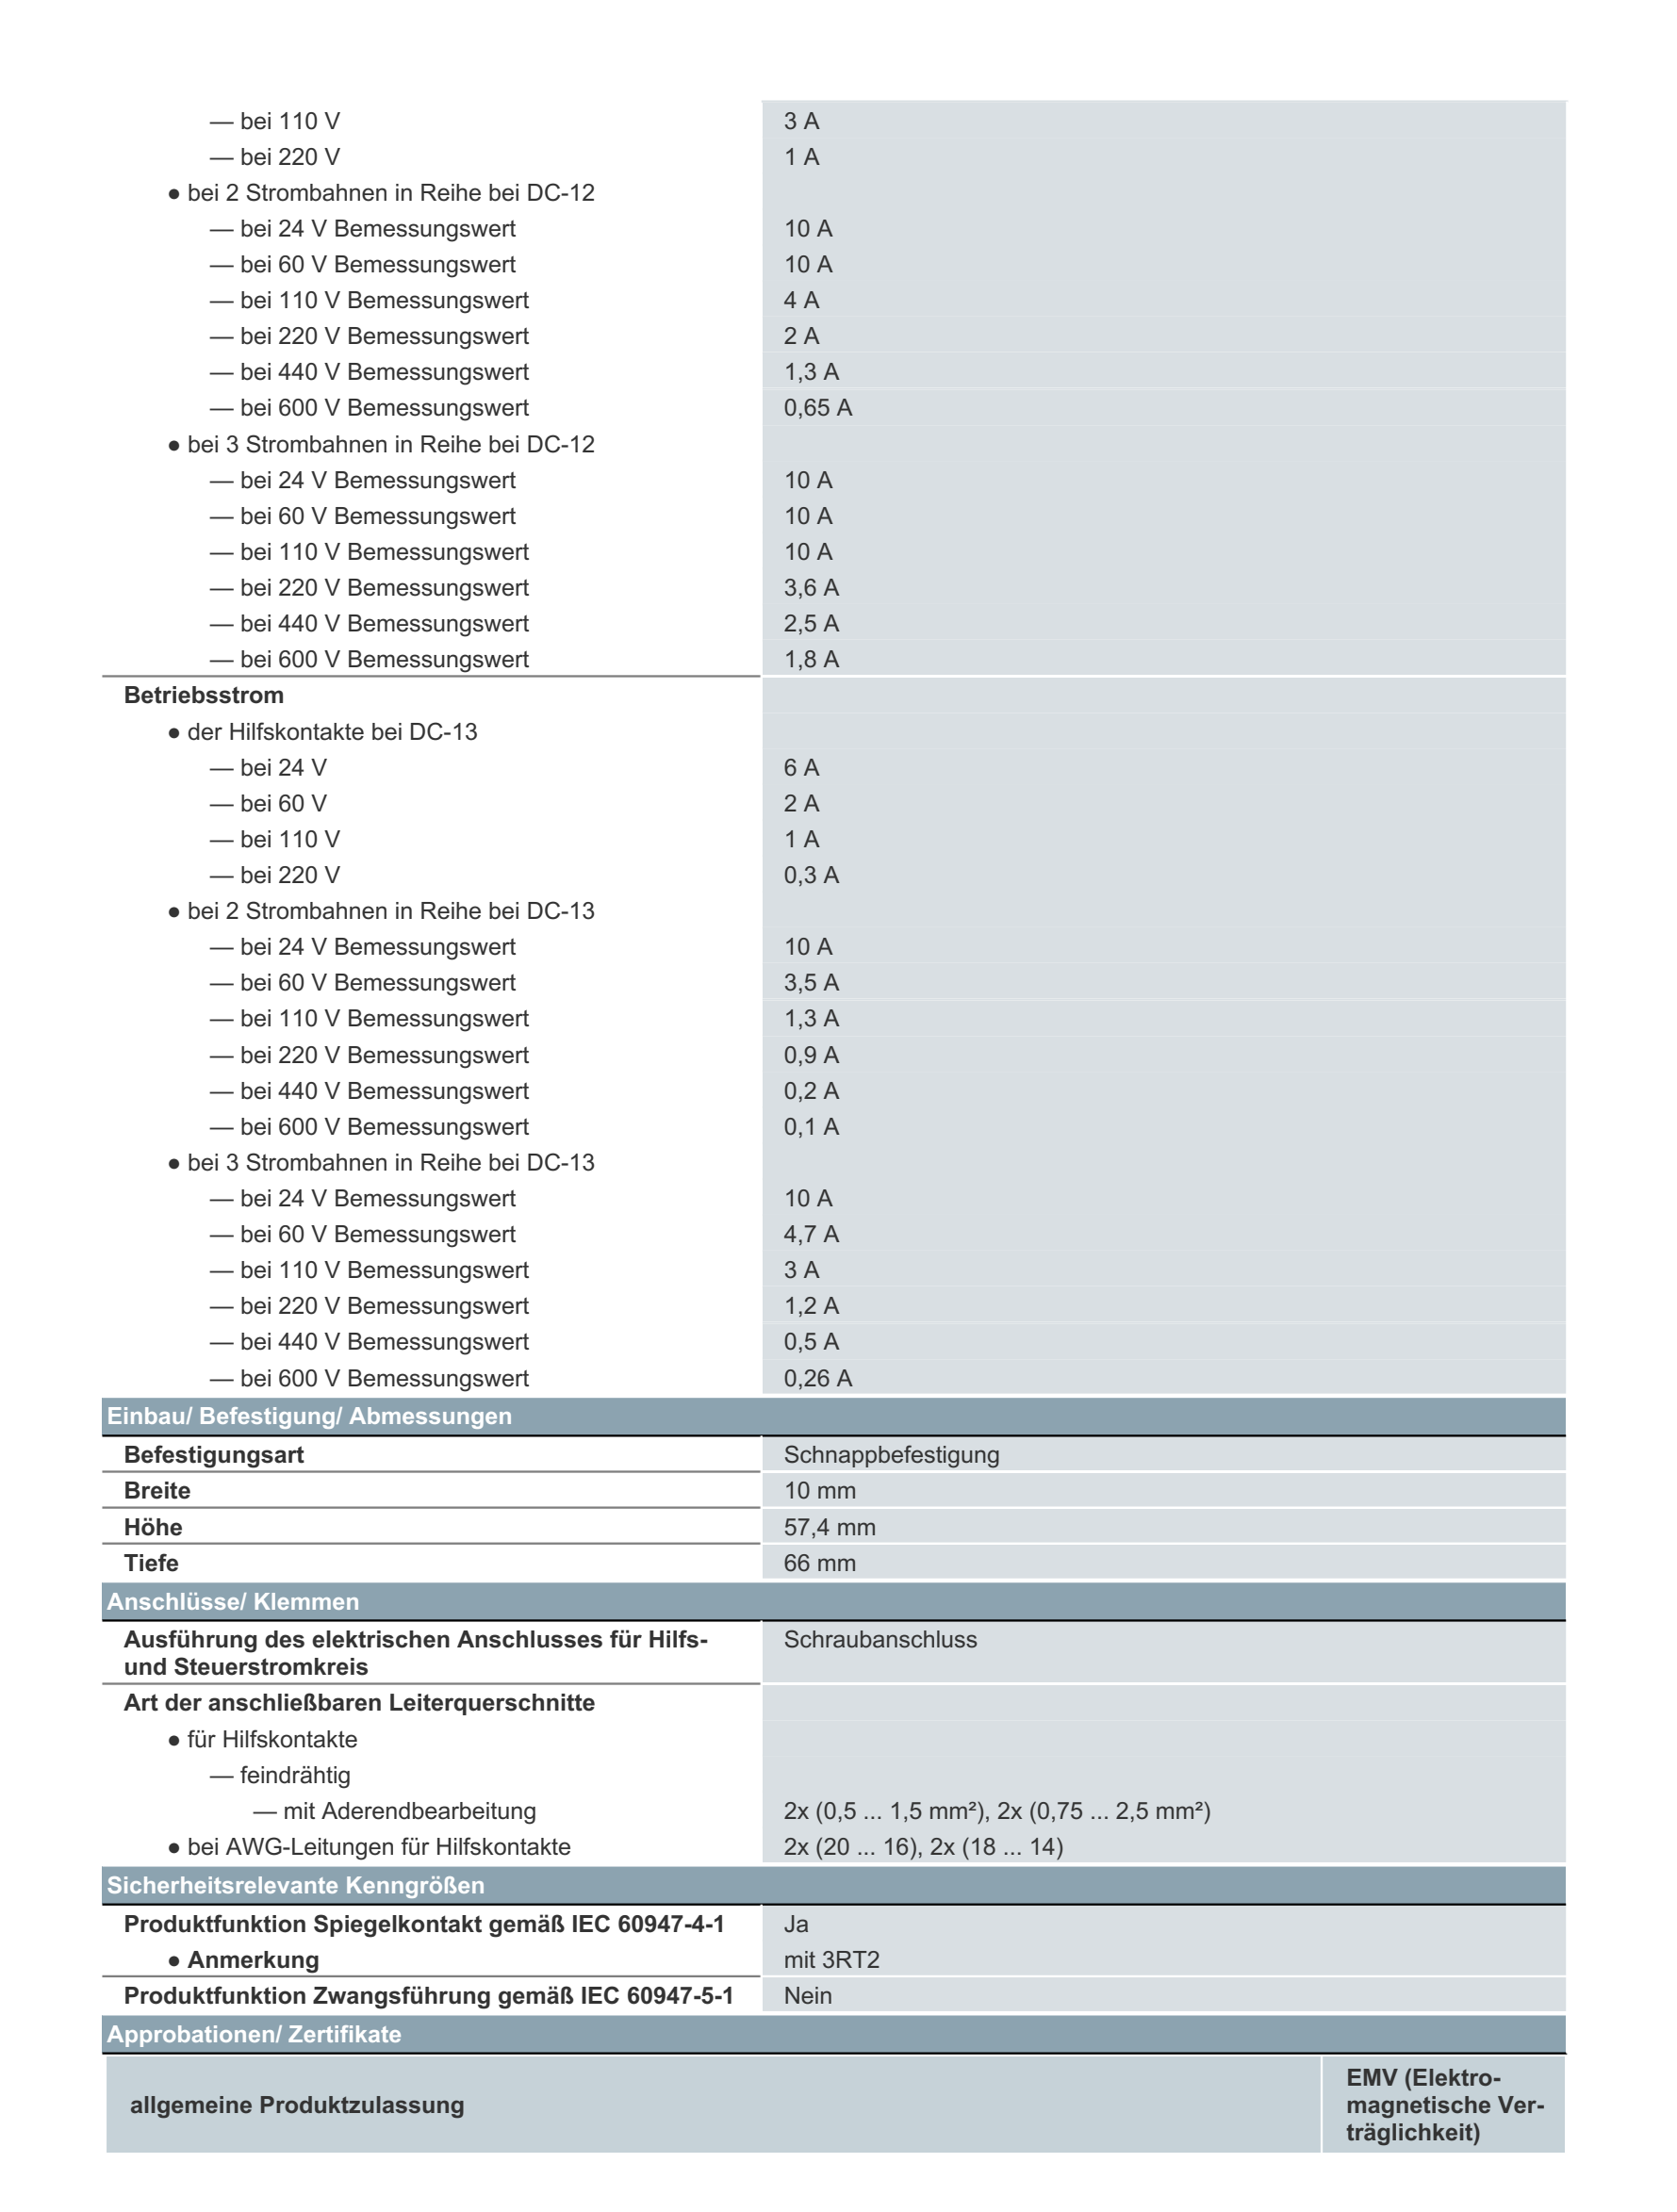 — bei 110 V 3 A
— bei 220 V 1 A
● bei 2 Strombahnen in Reihe bei DC-12
— bei 24 V Bemessungswert 10 A
— bei 60 V Bemessungswert 10 A
— bei 110 V Bemessungswert 4 A
— bei 220 V Bemessungswert 2 A
— bei 440 V Bemessungswert 1,3 A
— bei 600 V Bemessungswert 0,65 A
● bei 3 Strombahnen in Reihe bei DC-12
— bei 24 V Bemessungswert 10 A
— bei 60 V Bemessungswert 10 A
— bei 110 V Bemessungswert 10 A
— bei 220 V Bemessungswert 3,6 A
— bei 440 V Bemessungswert 2,5 A
— bei 600 V Bemessungswert 1,8 A
Betriebsstrom
● der Hilfskontakte bei DC-13
— bei 24 V 6 A
— bei 60 V 2 A
— bei 110 V 1 A
— bei 220 V 0,3 A
● bei 2 Strombahnen in Reihe bei DC-13
— bei 24 V Bemessungswert 10 A
— bei 60 V Bemessungswert 3,5 A
— bei 110 V Bemessungswert 1,3 A
— bei 220 V Bemessungswert 0,9 A
— bei 440 V Bemessungswert 0,2 A
— bei 600 V Bemessungswert 0,1 A
● bei 3 Strombahnen in Reihe bei DC-13
— bei 24 V Bemessungswert 10 A
— bei 60 V Bemessungswert 4,7 A
— bei 110 V Bemessungswert 3 A
— bei 220 V Bemessungswert 1,2 A
— bei 440 V Bemessungswert 0,5 A
— bei 600 V Bemessungswert 0,26 A
Einbau/ Befestigung/ Abmessungen
Befestigungsart Schnappbefestigung
Breite 10 mm
Höhe 57,4 mm
Tiefe 66 mm
Anschlüsse/ Klemmen
Ausführung des elektrischen Anschlusses für Hilfs- Schraubanschluss
und Steuerstromkreis
Art der anschließbaren Leiterquerschnitte
● für Hilfskontakte
— feindrähtig
— mit Aderendbearbeitung 2x (0,5 ... 1,5 mm²), 2x (0,75 ... 2,5 mm²)
● bei AWG-Leitungen für Hilfskontakte 2x (20 ... 16), 2x (18 ... 14)
Sicherheitsrelevante Kenngrößen
Produktfunktion Spiegelkontakt gemäß IEC 60947-4-1 Ja
● Anmerkung mit 3RT2
Produktfunktion Zwangsführung gemäß IEC 60947-5-1 Nein
Approbationen/ Zertifikate
allgemeine Produktzulassung
EMV (Elektro-
magnetische Ver-
träglichkeit)